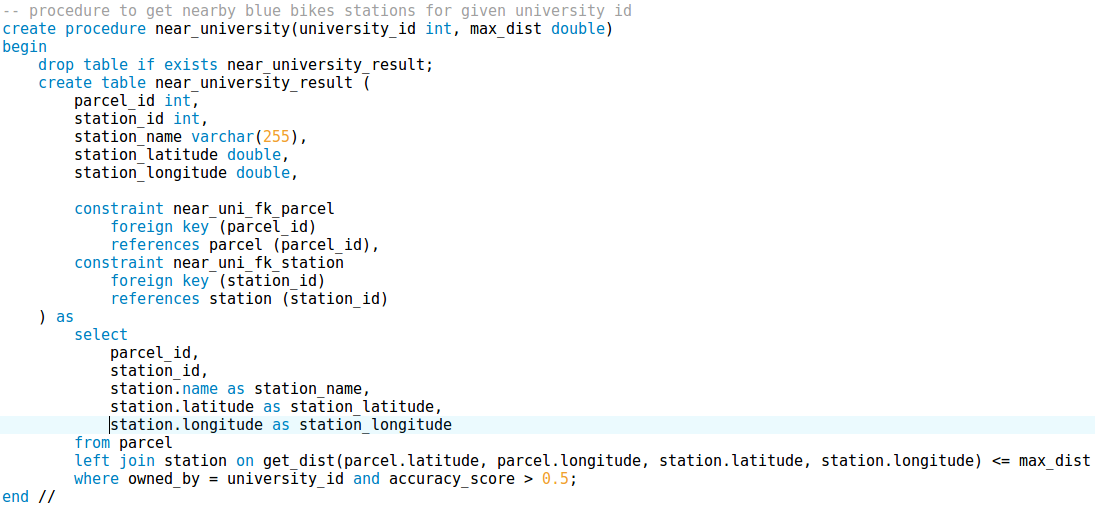 -- procedure to get nearby blue bikes stations for given university id
create procedure near_university(university_id int, max_dist double)
begin
    drop table if exists near_university_result;
    create table near_university_result (
        parcel_id int,
        station_id int,
        station_name varchar(255),
        station_latitude double,
        station_longitude double,

        constraint near_uni_fk_parcel
            foreign key (parcel_id)
            references parcel (parcel_id),
        constraint near_uni_fk_station
            foreign key (station_id)
            references station (station_id)
    ) as
        select
            parcel_id,
            station_id,
            station.name as station_name,
            station.latitude as station_latitude,
            station.longitude as station_longitude
        from parcel
        left join station on get_dist(parcel.latitude, parcel.longitude, station.latitude, station.longitude) <= max_dist
        where owned_by = university_id and accuracy_score > 0.5;
end //